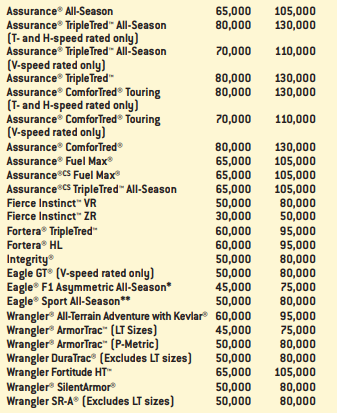 Assurance® All-Season 65,000 105,000
Assurance® TripleTred™ All-Season 80,000 130,000
(T- and H-speed rated only)
Assurance® TripleTred™ All-Season 70,000 110,000
(V-speed rated only)
Assurance® TripleTred™ 80,000 130,000
Assurance® ComforTred® Touring 80,000 130,000
(T- and H-speed rated only)
Assurance® ComforTred® Touring 70,000 110,000
(V-speed rated only)
Assurance® ComforTred® 80,000 130,000
Assurance® Fuel Max® 65,000 105,000
Assurance®CS Fuel Max® 65,000 105,000
Assurance®CS TripleTred™ All-Season 65,000 105,000
Fierce Instinct™ VR 50,000 80,000
Fierce Instinct™ ZR 30,000 50,000
Fortera® TripleTred™ 60,000 95,000
Fortera® HL 60,000 95,000
Integrity® 50,000 80,000
Eagle GT® (V-speed rated only) 50,000 80,000
Eagle® F1 Asymmetric All-Season* 45,000 75,000
Eagle® Sport All-Season** 50,000 80,000
Wrangler® All-Terrain Adventure with Kevlar® 60,000 95,000
Wrangler® ArmorTrac™ (LT Sizes) 45,000 75,000
Wrangler® ArmorTrac™ (P-Metric) 50,000 80,000
Wrangler DuraTrac® (Excludes LT sizes) 50,000 80,000
Wrangler Fortitude HT™ 65,000 105,000
Wrangler® SilentArmor® 50,000 80,000
Wrangler SR-A® (Excludes LT sizes) 50,000 80,000